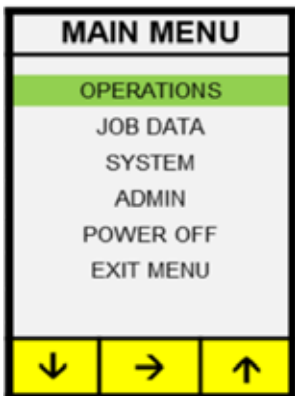 MAIN MENU
OPERATIONS
JOB DATA
SYSTEM
ADMIN
POWER OFF
EXIT MENU
↓ → ↑